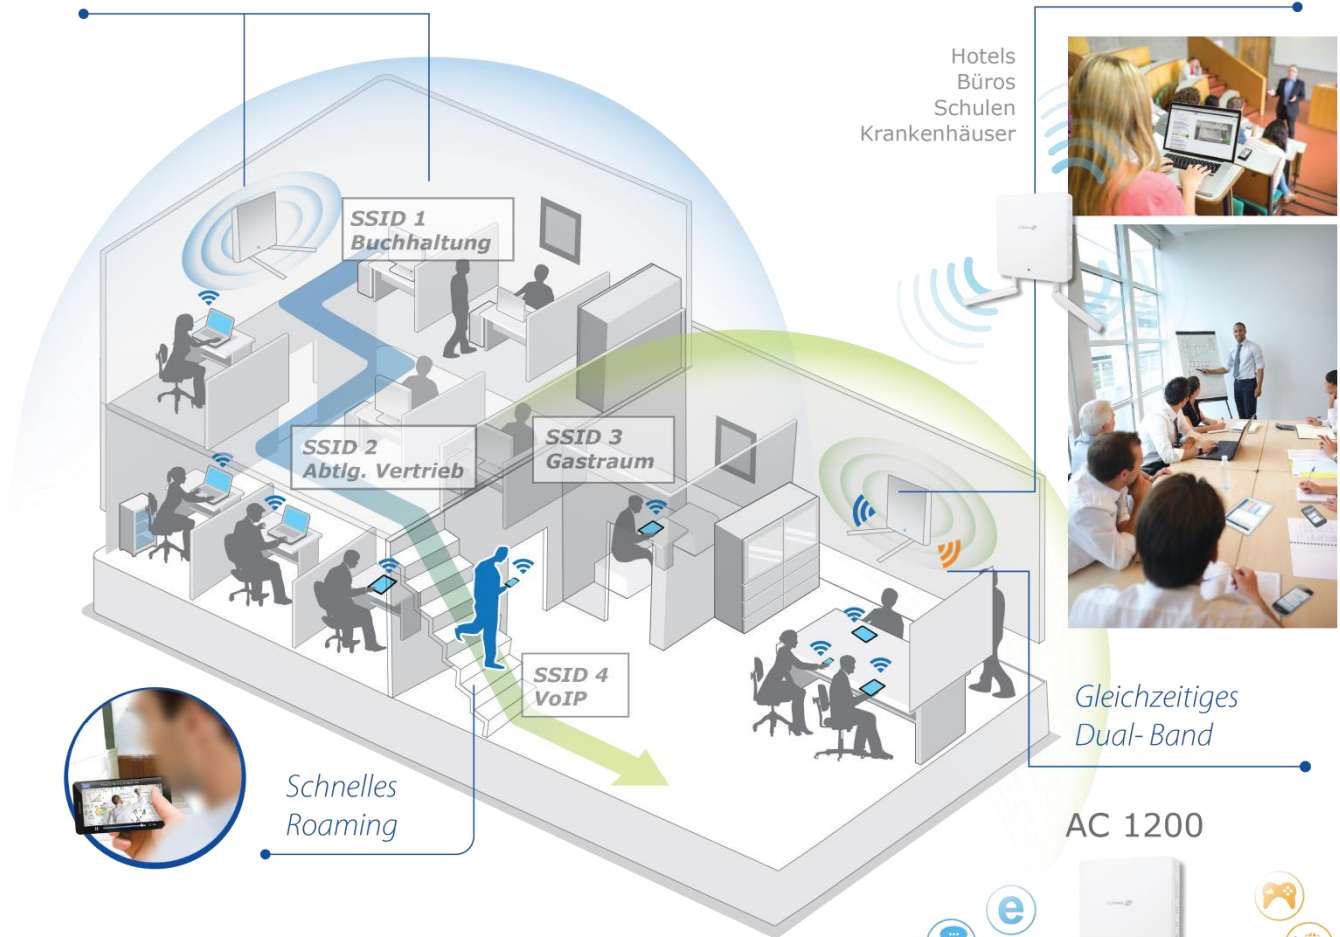 Hotels
Büros
Schulen
Krankenhäuser
SSID 1
Buchhaltung
SSID 2
Abtlg. Vertrieb
SSID 3
Gastraum
SSID 4
VoIP
Gleichzeitiges
Dual- Band
Schnelles
Roaming
AC 1200